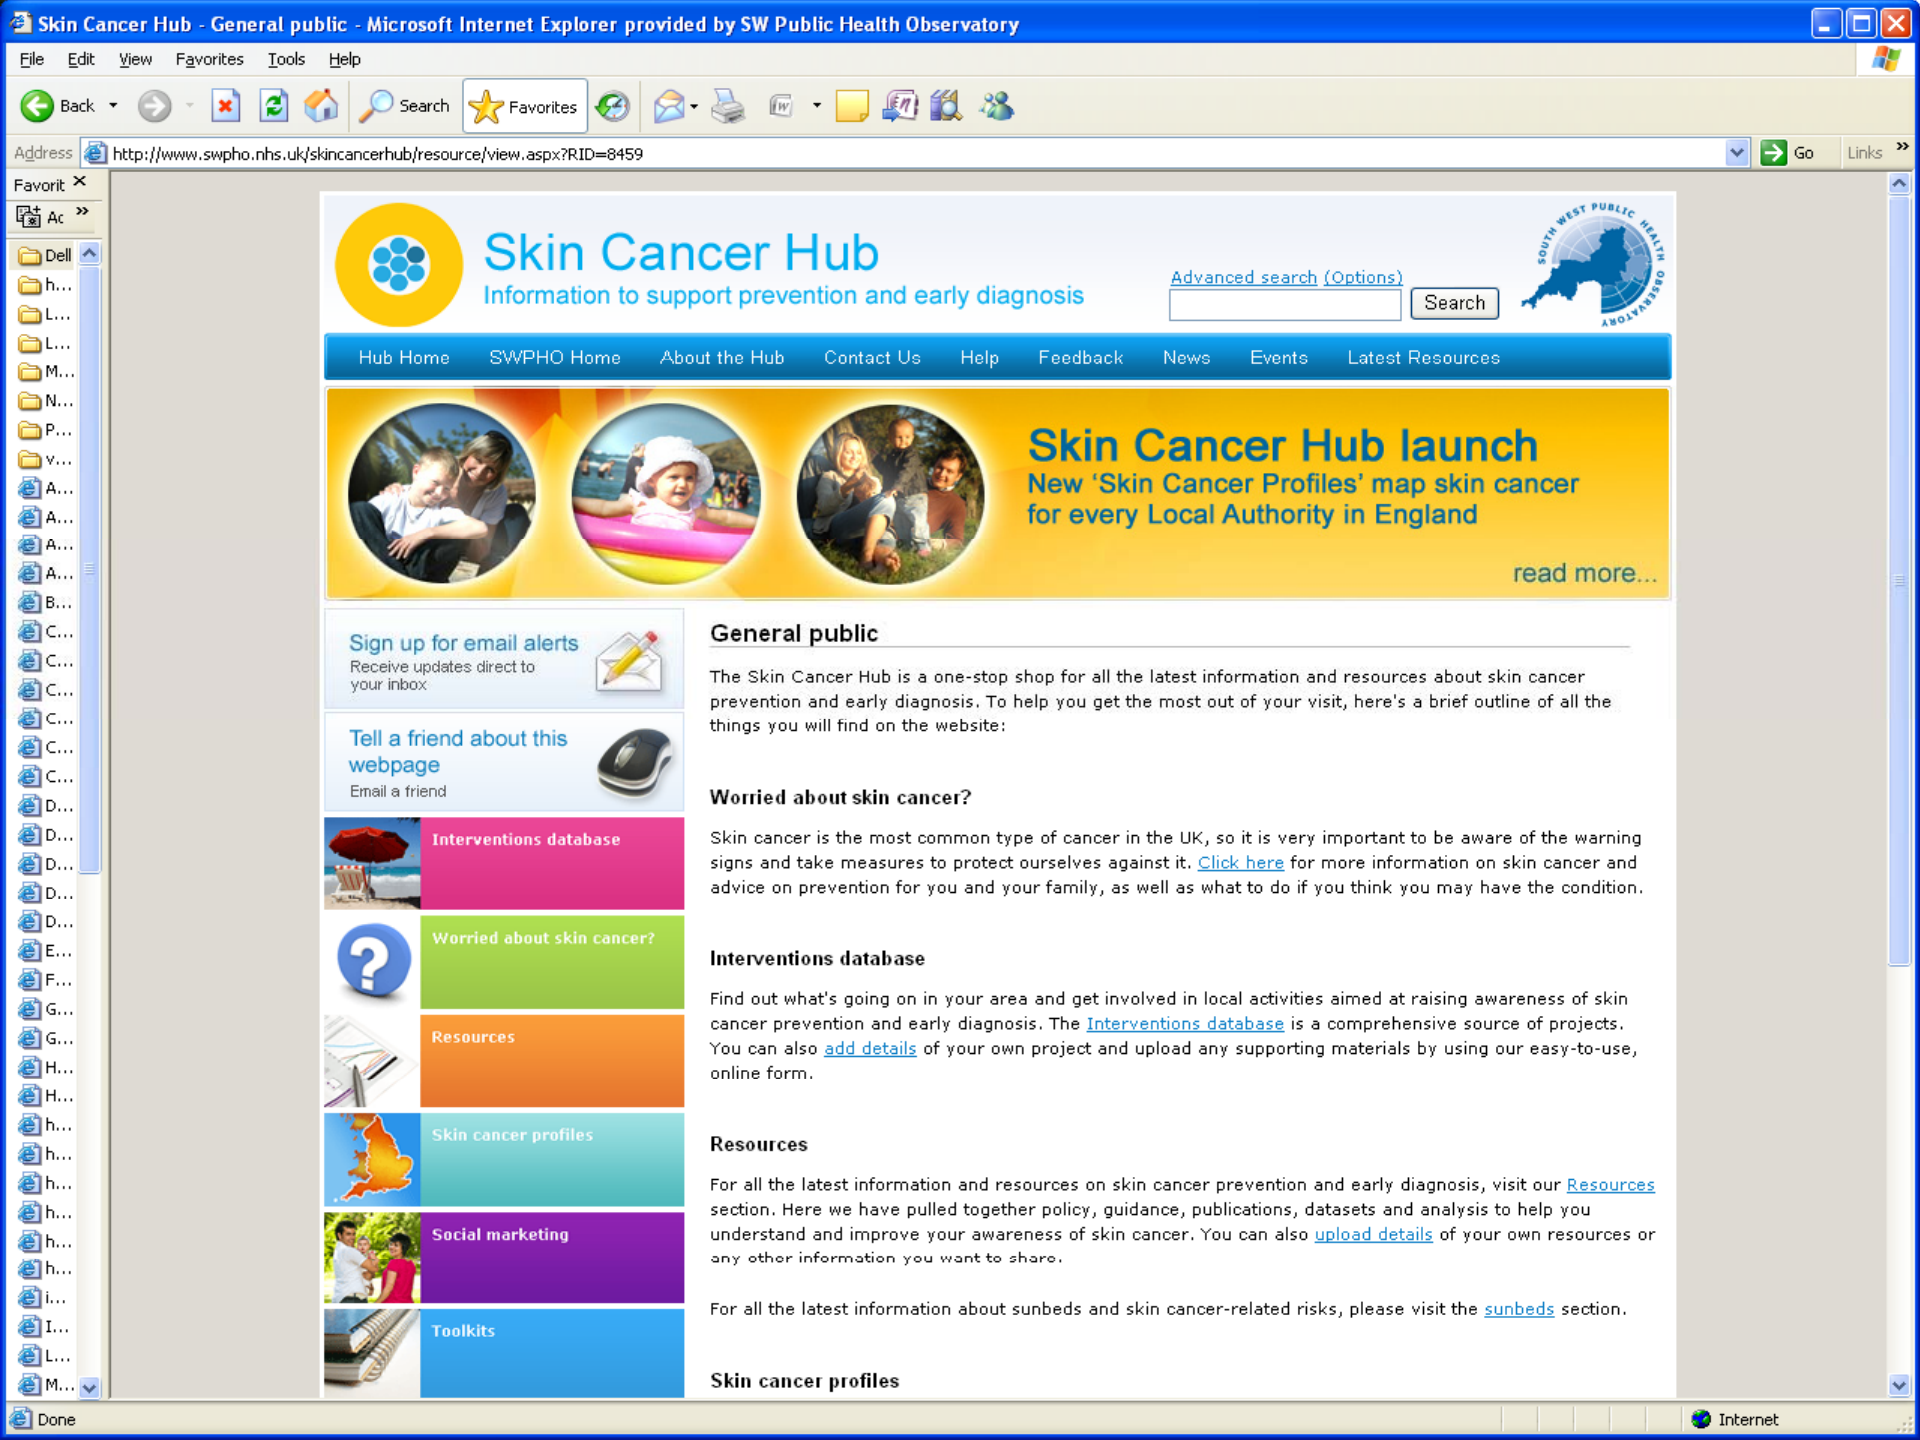 Skin Cancer Hub - General public - Microsoft Internet Explorer provided by SW Public Health Observatory
File Edit View Favorites Tools Help
Back Search Favorites
Address http://www.swpho.nhs.uk/skincancerhub/resource/view.aspx?RID=8459 Go Links »
Favorit ×
Ac »
Dell
h...
L...
L...
M...
N...
P...
v...
A...
A...
A...
A...
B...
C...
C...
C...
C...
C...
C...
D...
D...
D...
D...
D...
E...
F...
G...
G...
H...
H...
h...
h...
h...
h...
h...
h...
i...
I...
L...
M...
Skin Cancer Hub
Information to support prevention and early diagnosis
Advanced search (Options)
Search
SOUTH WEST PUBLIC HEALTH OBSERVATORY
Hub Home SWPHO Home About the Hub Contact Us Help Feedback News Events Latest Resources
Skin Cancer Hub launch
New ‘Skin Cancer Profiles’ map skin cancer
for every Local Authority in England
read more...
Sign up for email alerts
Receive updates direct to
your inbox
Tell a friend about this
webpage
Email a friend
Interventions database
Worried about skin cancer?
Resources
Skin cancer profiles
Social marketing
Toolkits
General public
The Skin Cancer Hub is a one-stop shop for all the latest information and resources about skin cancer
prevention and early diagnosis. To help you get the most out of your visit, here's a brief outline of all the
things you will find on the website:
Worried about skin cancer?
Skin cancer is the most common type of cancer in the UK, so it is very important to be aware of the warning
signs and take measures to protect ourselves against it. Click here for more information on skin cancer and
advice on prevention for you and your family, as well as what to do if you think you may have the condition.
Interventions database
Find out what's going on in your area and get involved in local activities aimed at raising awareness of skin
cancer prevention and early diagnosis. The Interventions database is a comprehensive source of projects.
You can also add details of your own project and upload any supporting materials by using our easy-to-use,
online form.
Resources
For all the latest information and resources on skin cancer prevention and early diagnosis, visit our Resources
section. Here we have pulled together policy, guidance, publications, datasets and analysis to help you
understand and improve your awareness of skin cancer. You can also upload details of your own resources or
any other information you want to share.
For all the latest information about sunbeds and skin cancer-related risks, please visit the sunbeds section.
Skin cancer profiles
Done
Internet